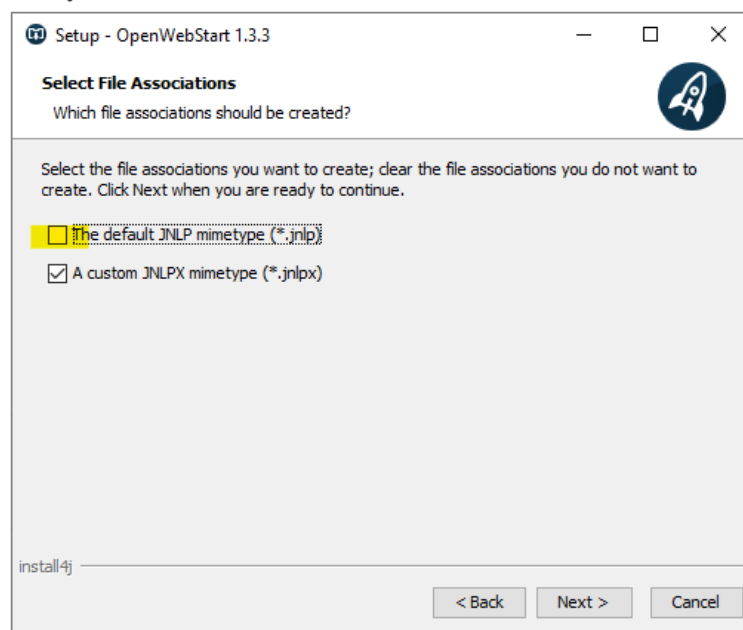 Setup - OpenWebStart 1.3.3
Select File Associations
Which file associations should be created?
Select the file associations you want to create; clear the file associations you do not want to
create. Click Next when you are ready to continue.
The default JNLP mimetype (*.jnlp)
A custom JNLPX mimetype (*.jnlpx)
install4j
< Back Next > Cancel